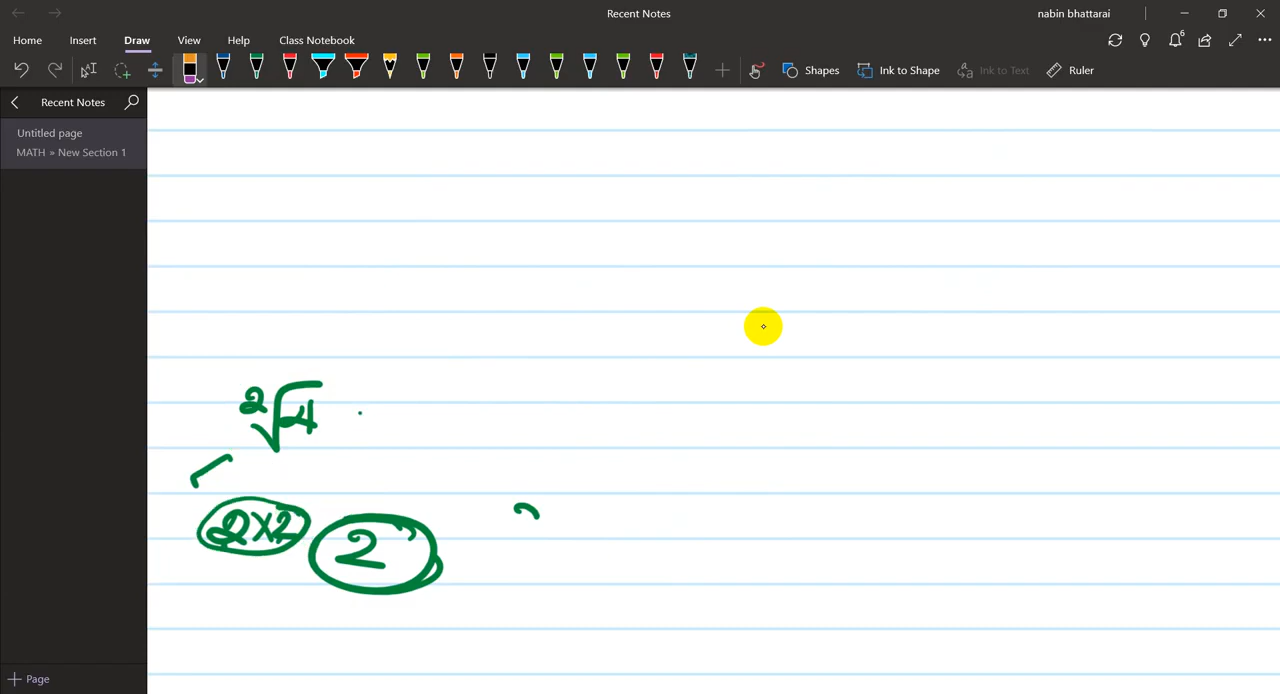 Recent Notes
nabin bhattarai
Home Insert Draw View Help Class Notebook
6
Shapes Ink to Shape Ink to Text Ruler
Recent Notes
Untitled page
MATH » New Section 1
²√4
2×2 2
Page